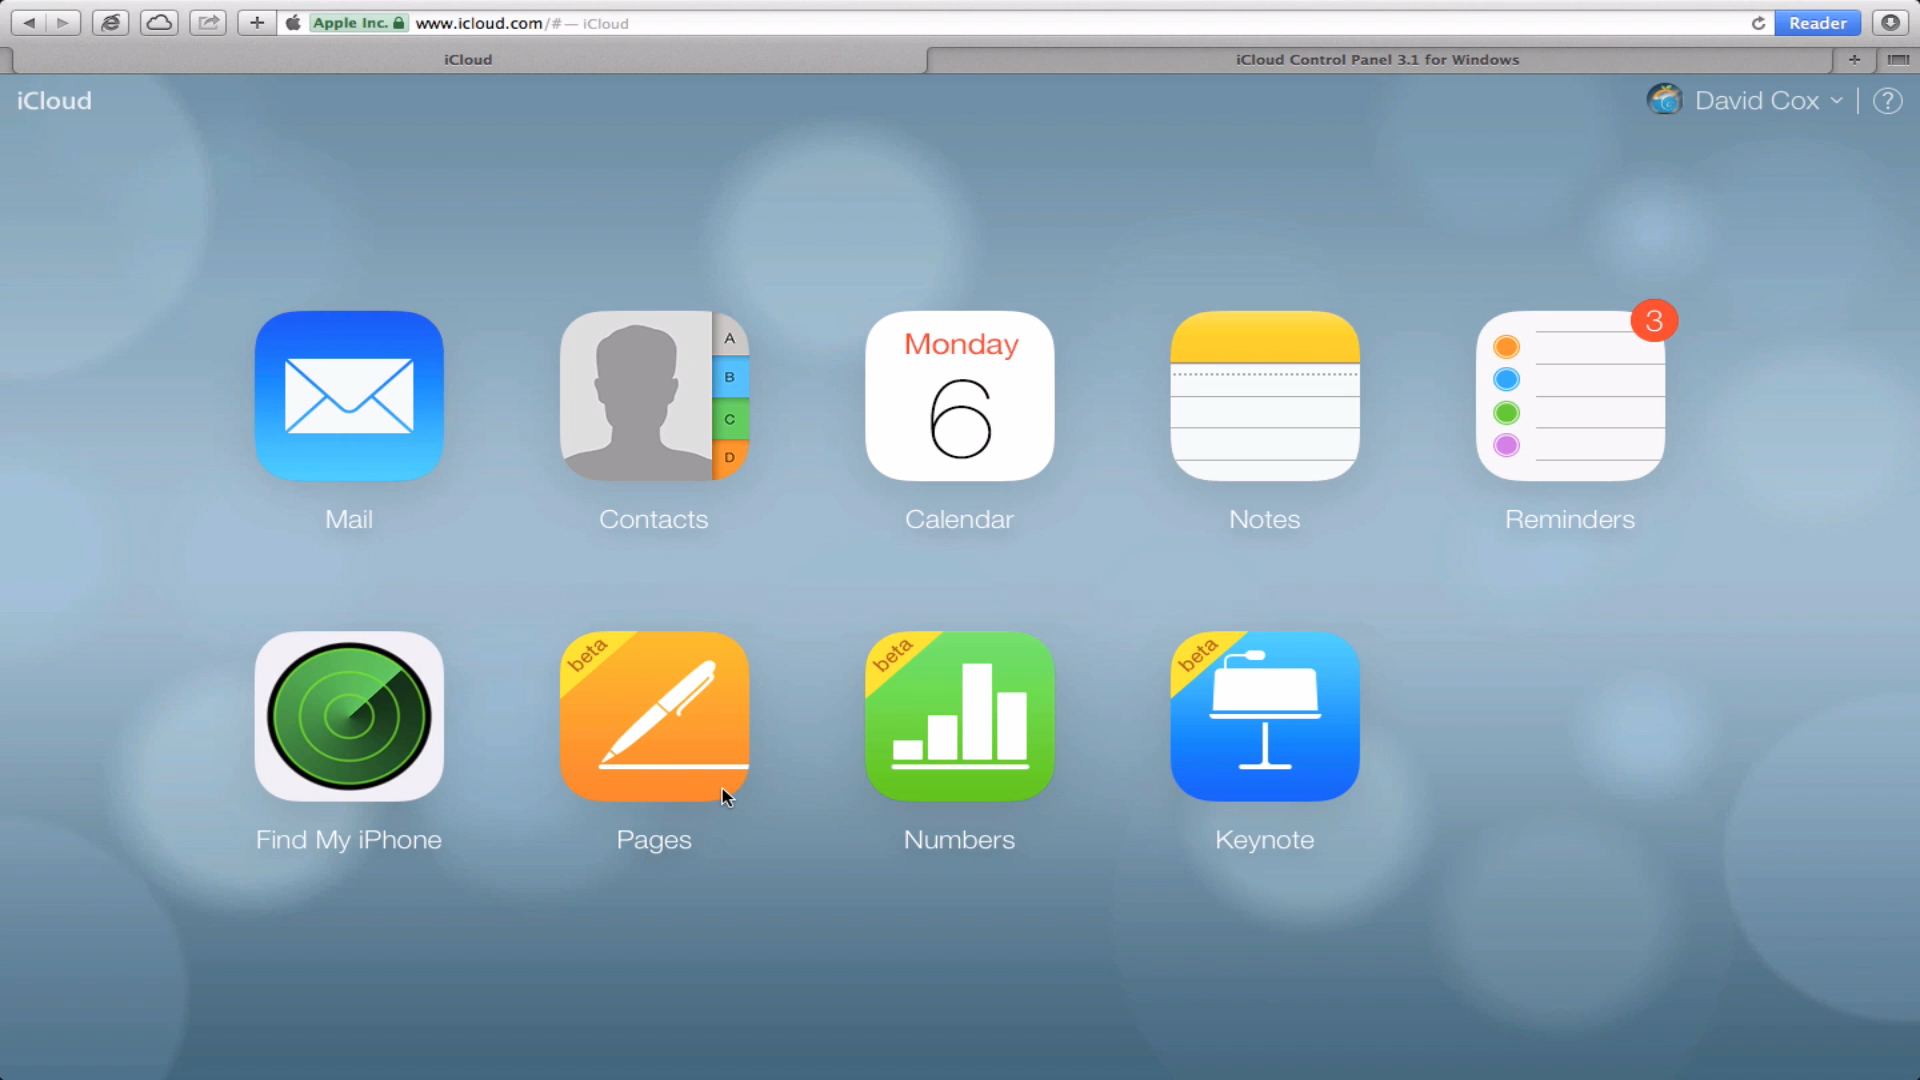 Apple Inc. www.icloud.com/# — iCloud Reader
iCloud iCloud Control Panel 3.1 for Windows
iCloud David Cox ?
Monday
6
A
B
C
D
3
Mail Contacts Calendar Notes Reminders
beta beta beta
Find My iPhone Pages Numbers Keynote